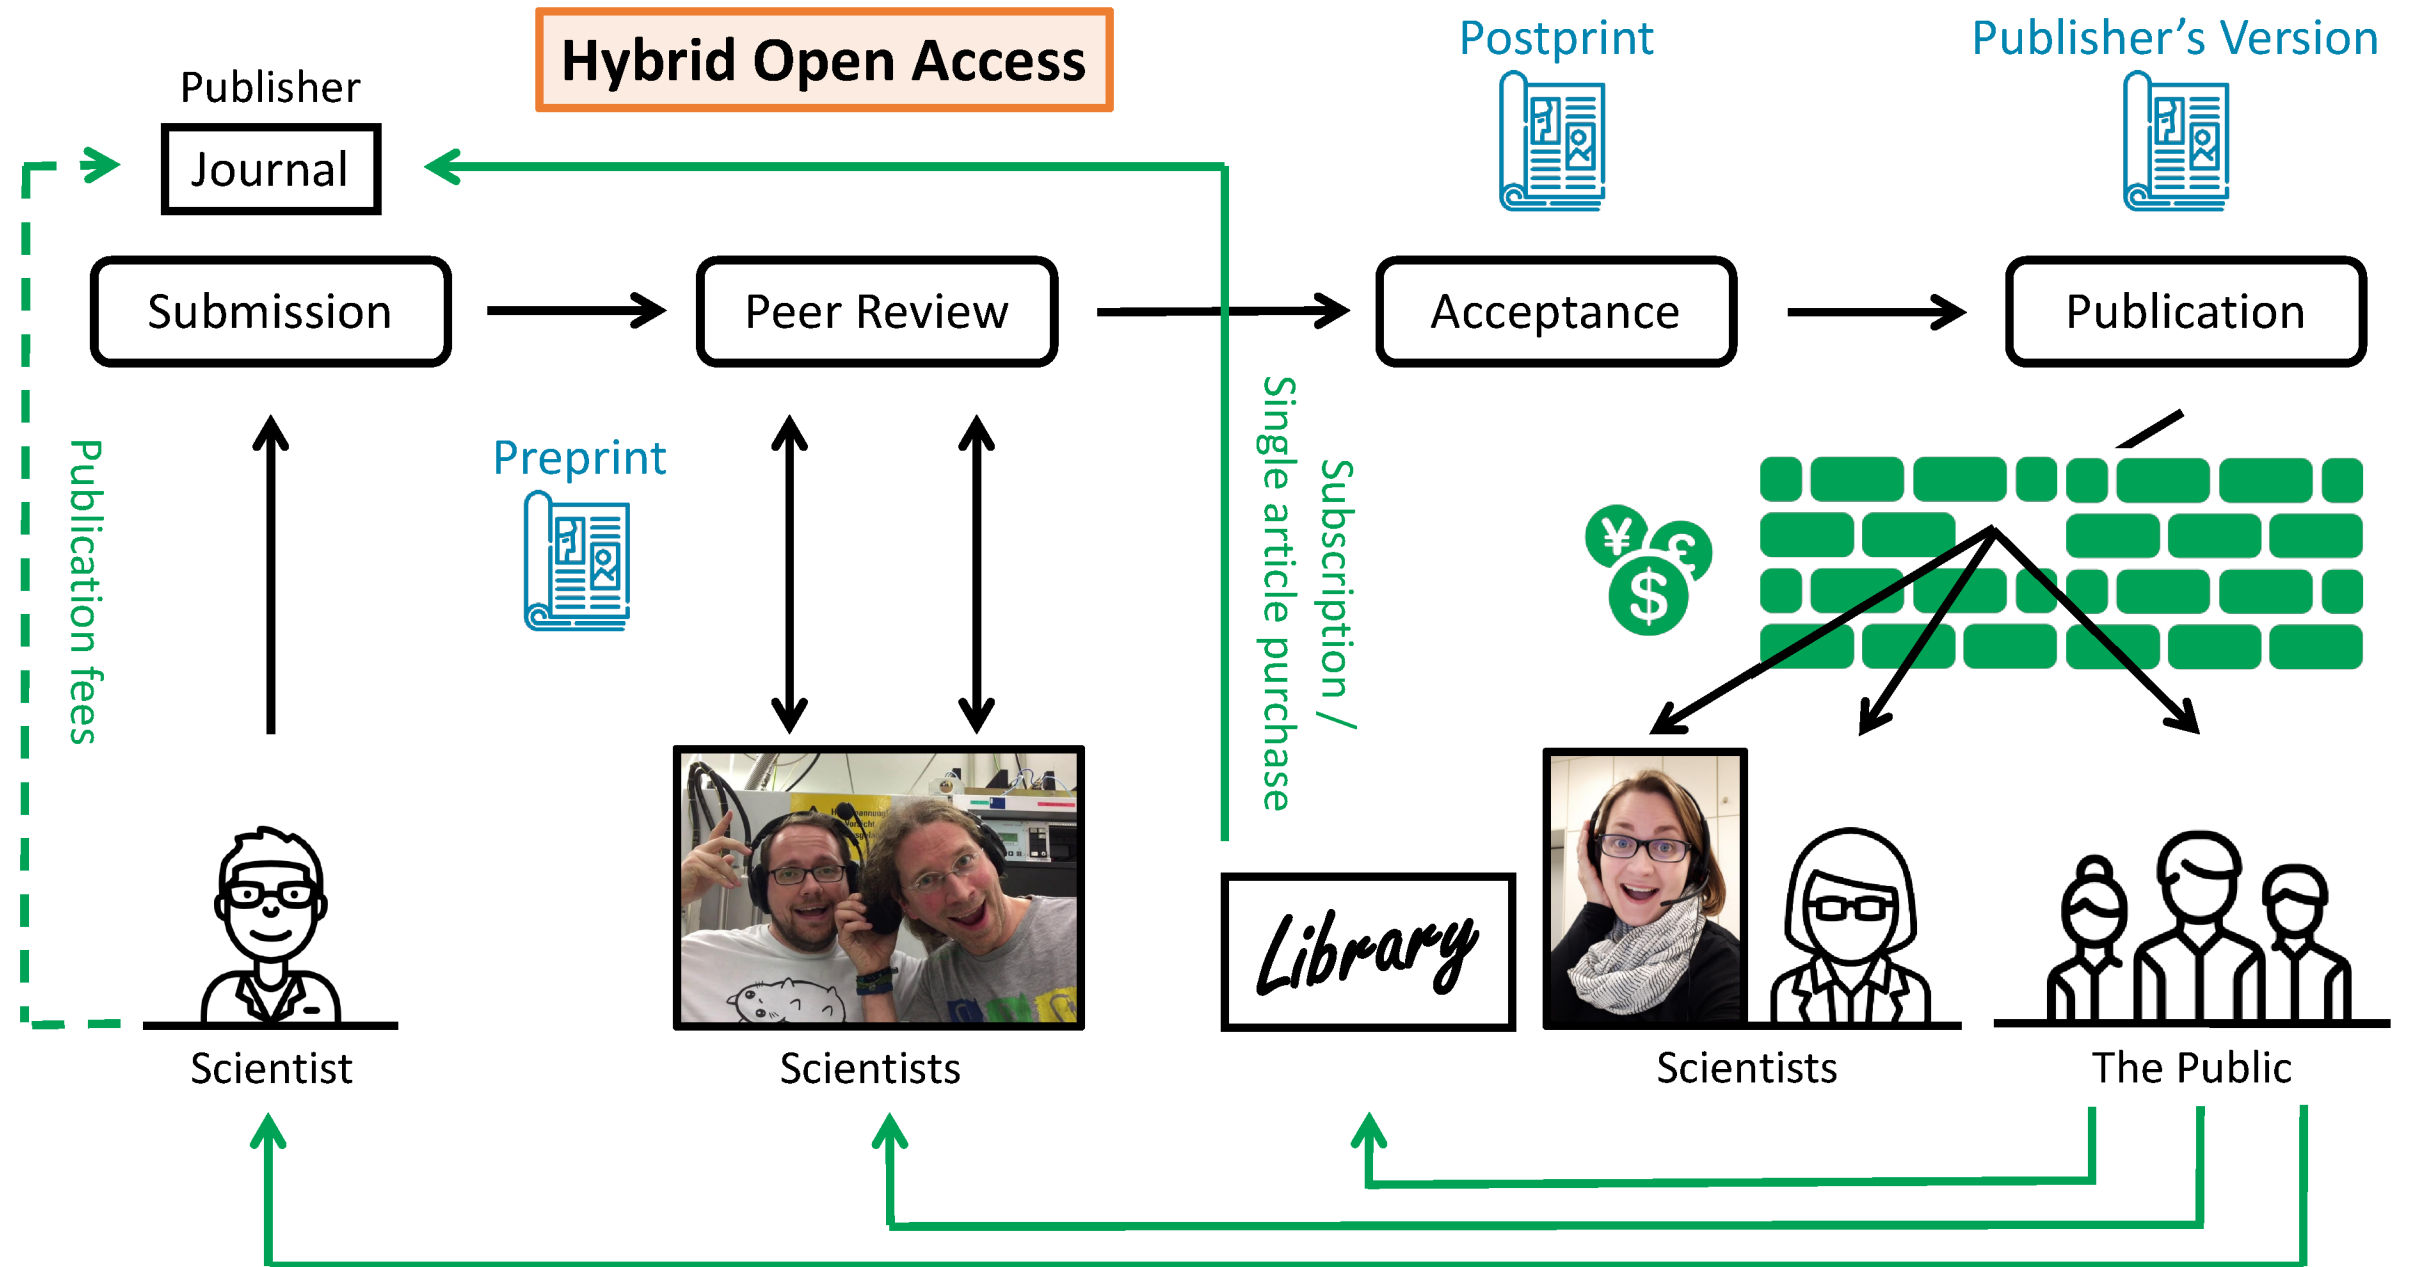 Hybrid Open Access
Postprint
Publisher's Version
Publisher
Journal
Submission
Peer Review
Acceptance
Publication
Publication fees
Preprint
Subscription /
Single article purchase
¥
£
$
Library
Scientist
Scientists
Scientists
The Public